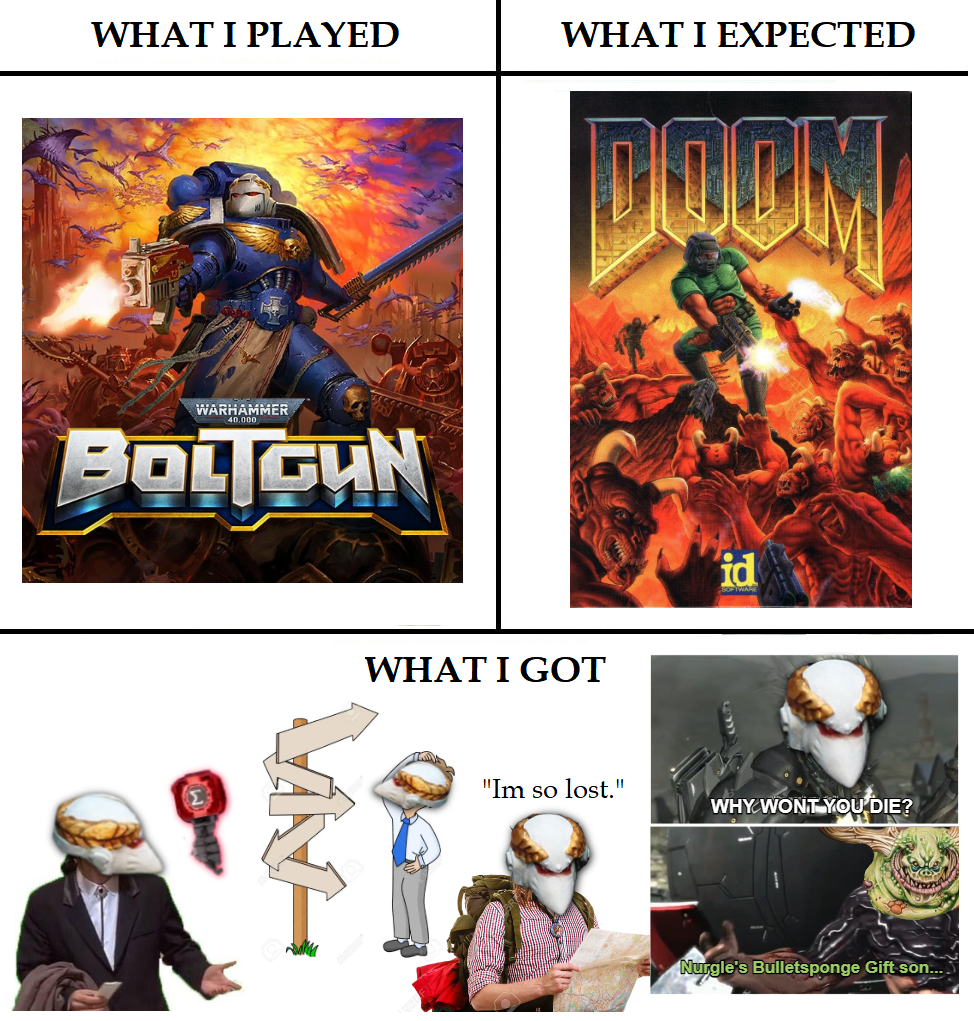 WHAT I PLAYED
WHAT I EXPECTED
WARHAMMER
40,000
BOLTGUN
DOOM
id
SOFTWARE
WHAT I GOT
Σ
"Im so lost."
WHY WONT YOU DIE?
Nurgle's Bulletsponge Gift son...